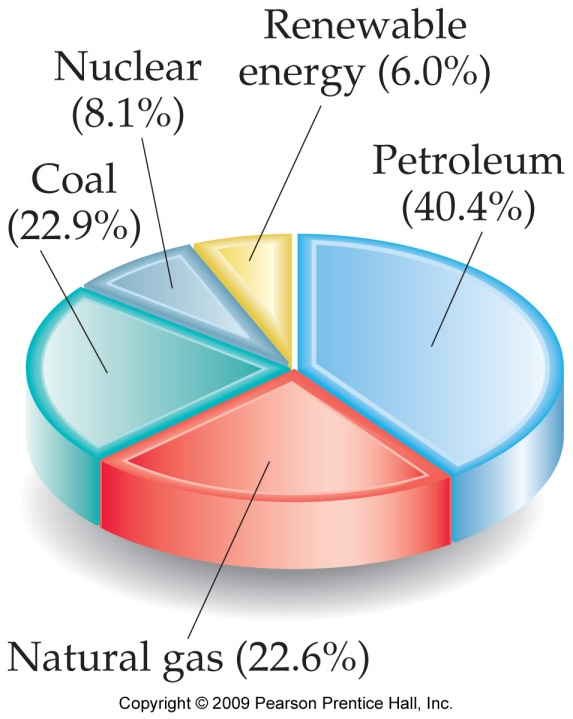 Renewable
energy (6.0%)
Nuclear
(8.1%)
Petroleum
(40.4%)
Coal
(22.9%)
Natural gas (22.6%)
Copyright © 2009 Pearson Prentice Hall, Inc.